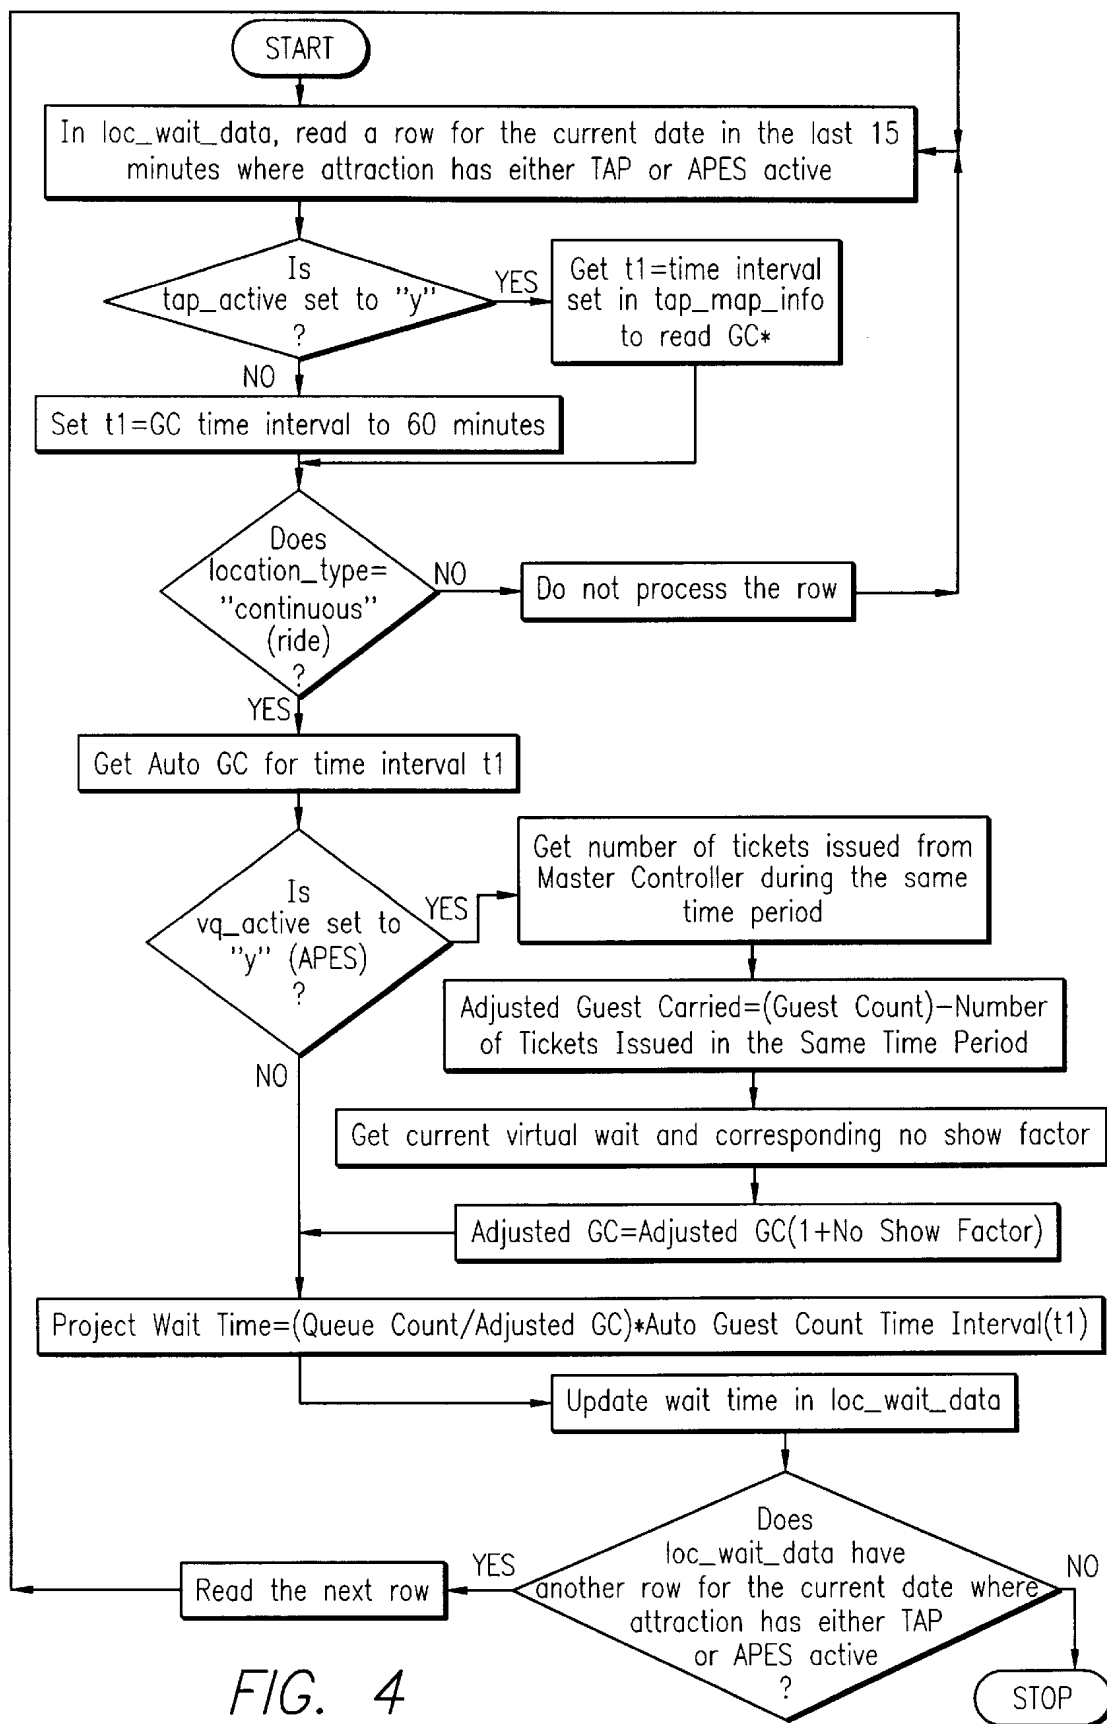 START
In loc_wait_data, read a row for the current date in the last 15
minutes where attraction has either TAP or APES active
Is
tap_active set to "y"
?
YES
Get t1=time interval
set in tap_map_info
to read GC*
NO
Set t1=GC time interval to 60 minutes
Does
location_type=
"continuous"
(ride)
?
NO
Do not process the row
YES
Get Auto GC for time interval t1
Is
vq_active set to
"y" (APES)
?
YES
Get number of tickets issued from
Master Controller during the same
time period
Adjusted Guest Carried=(Guest Count)-Number
of Tickets Issued in the Same Time Period
NO
Get current virtual wait and corresponding no show factor
Adjusted GC=Adjusted GC(1+No Show Factor)
Project Wait Time=(Queue Count/Adjusted GC)*Auto Guest Count Time Interval(t1)
Update wait time in loc_wait_data
Does
loc_wait_data have
another row for the current date where
attraction has either TAP
or APES active
?
YES
Read the next row
NO
STOP
FIG. 4